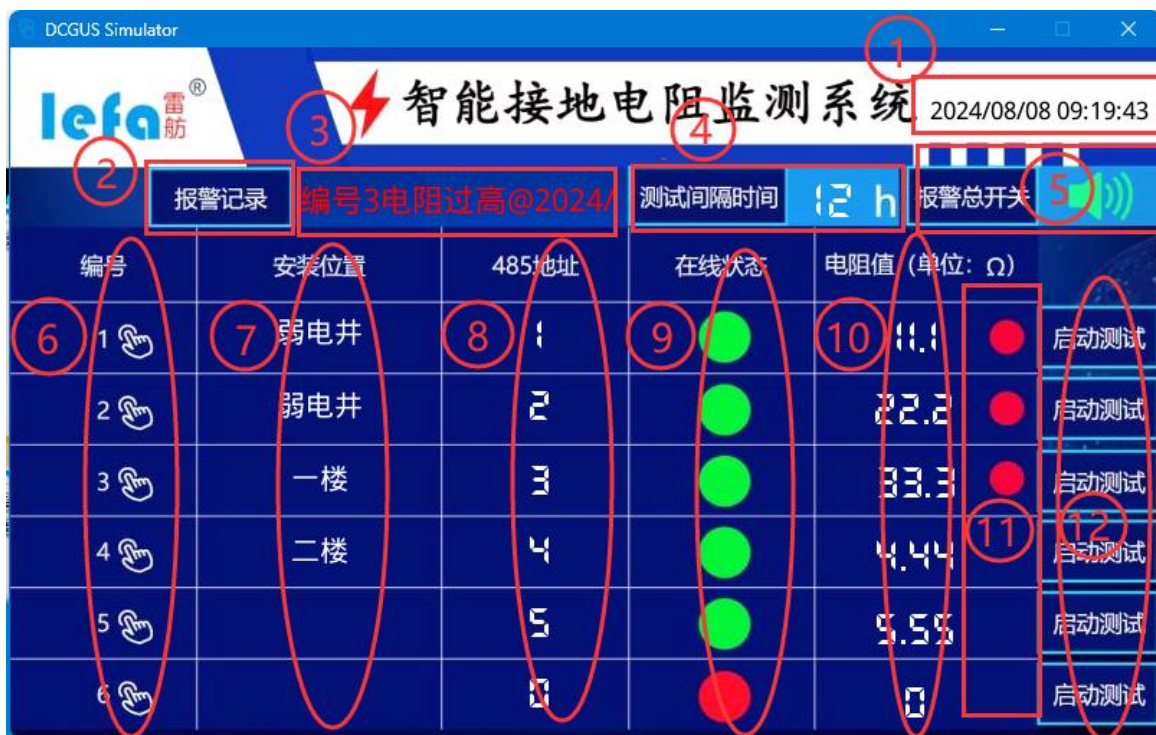 DCGUS Simulator
①
lefa雷舫®
智能接地电阻监测系统
2024/08/08 09:19:43
②
报警记录
③
编号3电阻过高@2024/
④
测试间隔时间
12 h
报警总开关
⑤
编号 安装位置 485地址 在线状态 电阻值（单位：Ω）
⑥ 1 ⑦ 弱电井 ⑧ 1 ⑨ ⑩ 11.1 启动测试
2 弱电井 2 22.2 启动测试
3 一楼 3 33.3 启动测试
⑪ ⑫
4 二楼 4 4.44 启动测试
5 5 5.55 启动测试
6 0 0 启动测试